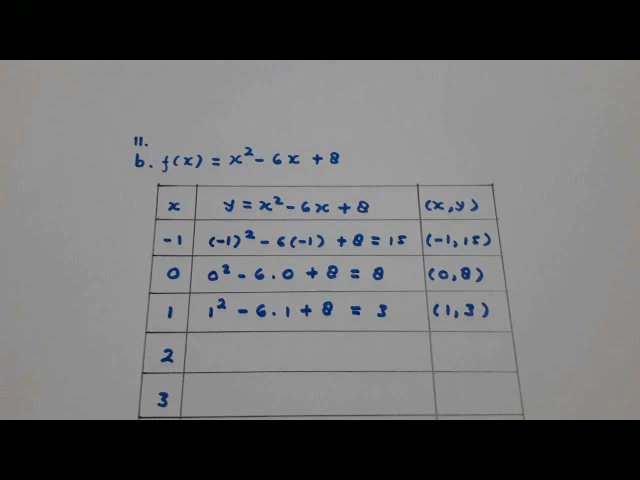 11.
b. f(x) = x² - 6x + 8
x y = x² - 6x + 8 (x, y)
-1 (-1)² - 6(-1) + 8 = 15 (-1, 15)
0 0² - 6.0 + 8 = 8 (0, 8)
1 1² - 6.1 + 8 = 3 (1, 3)
2
3